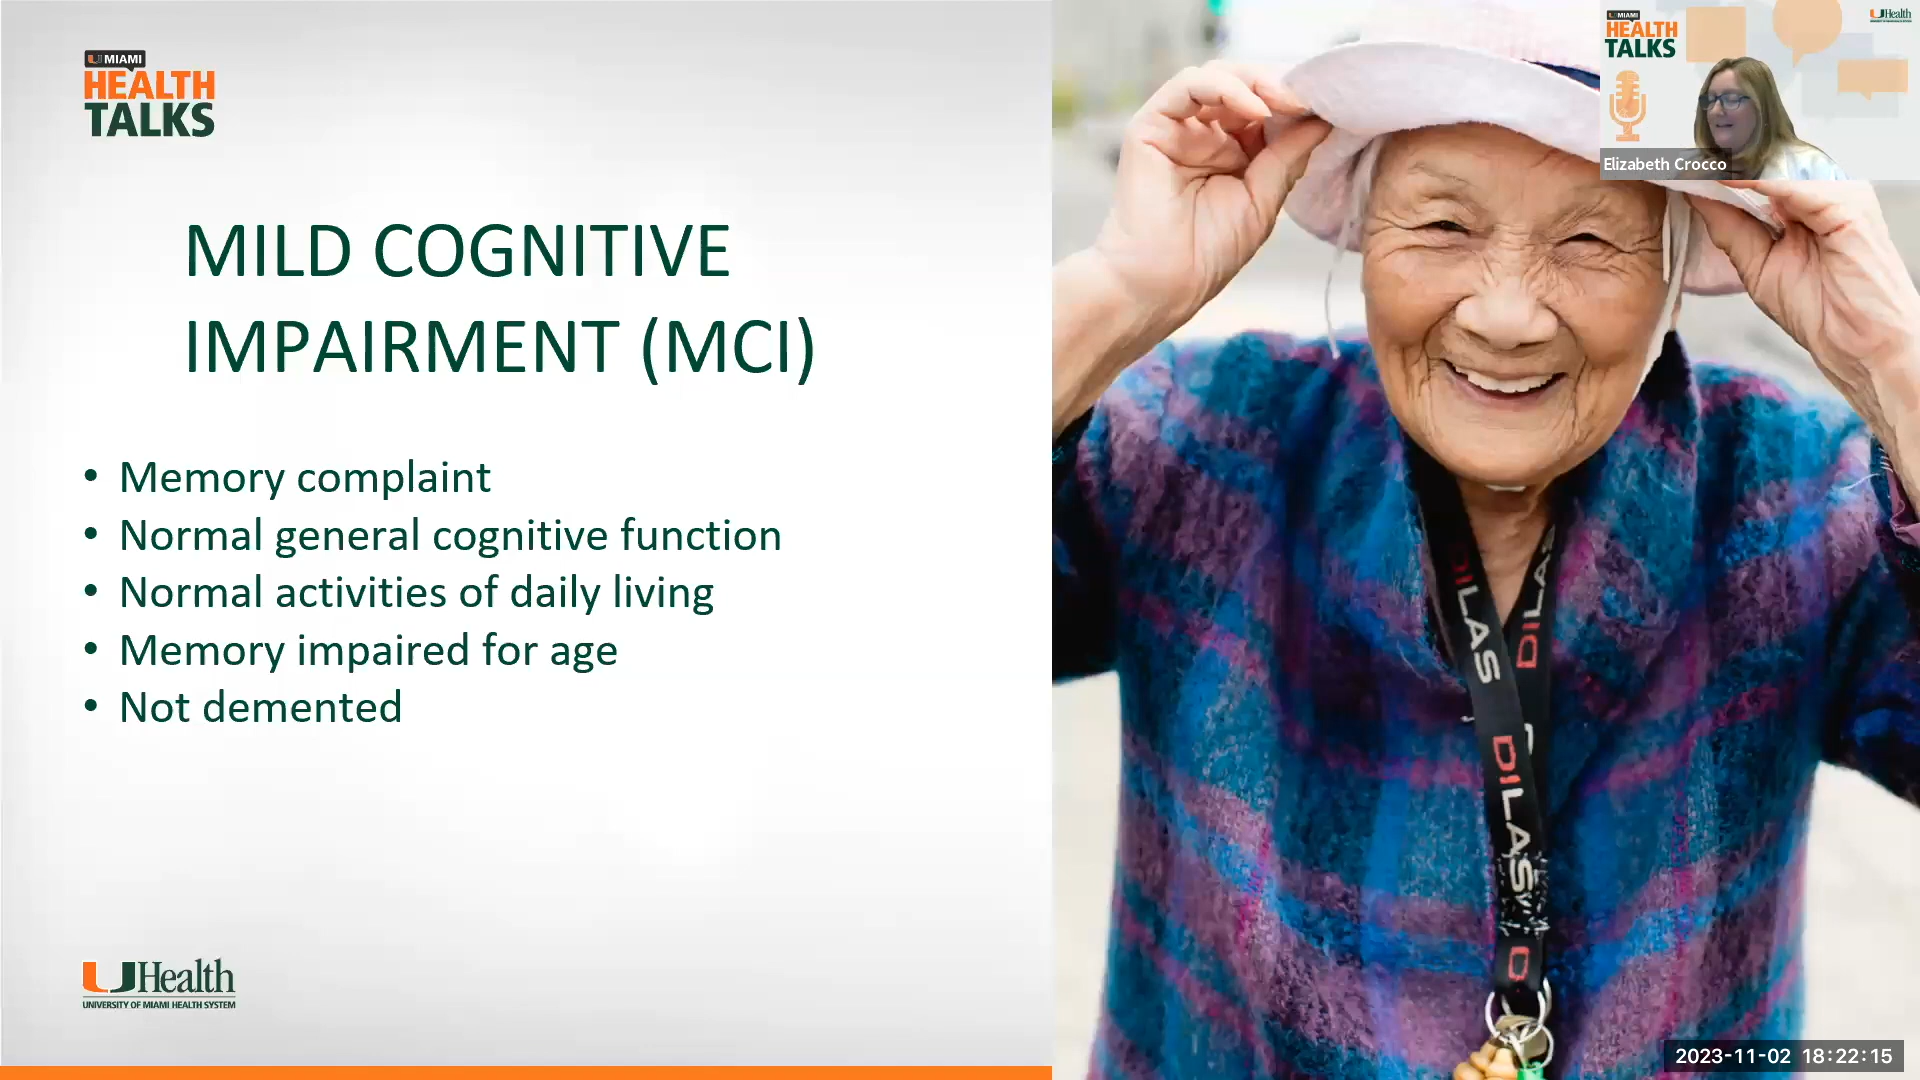 U MIAMI
HEALTH
TALKS
MILD COGNITIVE
IMPAIRMENT (MCI)
• Memory complaint
• Normal general cognitive function
• Normal activities of daily living
• Memory impaired for age
• Not demented
UHealth
UNIVERSITY OF MIAMI HEALTH SYSTEM
U MIAMI
HEALTH
TALKS
UHealth
Elizabeth Crocco
DILAS
DILAS
DILAS
D
2023-11-02 18:22:15